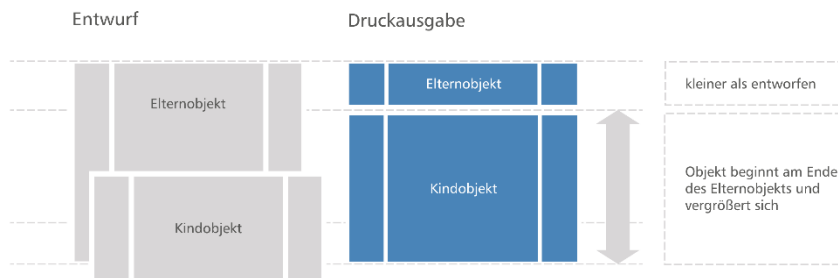 Entwurf
Druckausgabe
Elternobjekt
Elternobjekt
kleiner als entworfen
Kindobjekt
Kindobjekt
Objekt beginnt am Ende
des Elternobjekts und
vergrößert sich